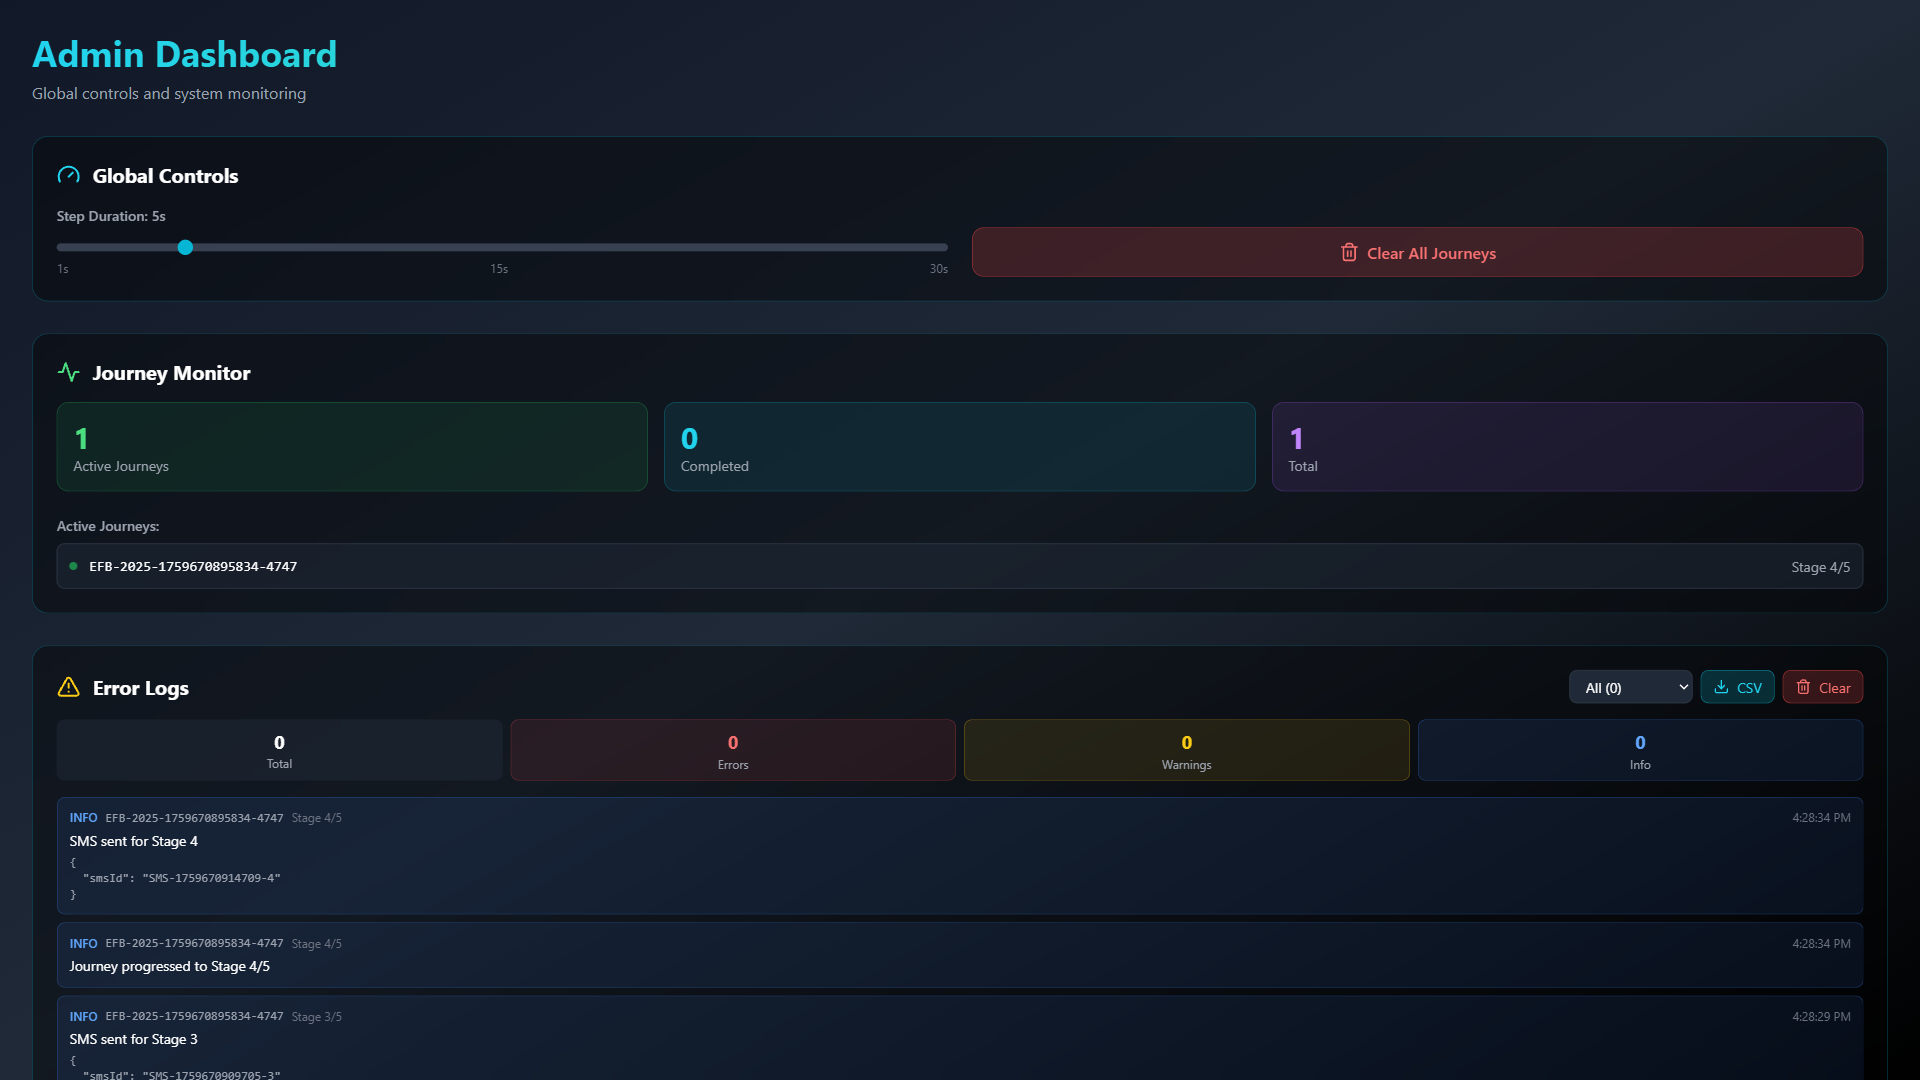 Admin Dashboard
Global controls and system monitoring
Global Controls
Step Duration: 5s
1s 15s 30s
Clear All Journeys
Journey Monitor
1
Active Journeys
0
Completed
1
Total
Active Journeys:
EFB-2025-1759670895834-4747 Stage 4/5
Error Logs
All (0) CSV Clear
0
Total
0
Errors
0
Warnings
0
Info
INFO EFB-2025-1759670895834-4747 Stage 4/5 4:28:34 PM
SMS sent for Stage 4
{
"smsId": "SMS-1759670914709-4"
}
INFO EFB-2025-1759670895834-4747 Stage 4/5 4:28:34 PM
Journey progressed to Stage 4/5
INFO EFB-2025-1759670895834-4747 Stage 3/5 4:28:29 PM
SMS sent for Stage 3
{
"smsId": "SMS-1759670909705-3"